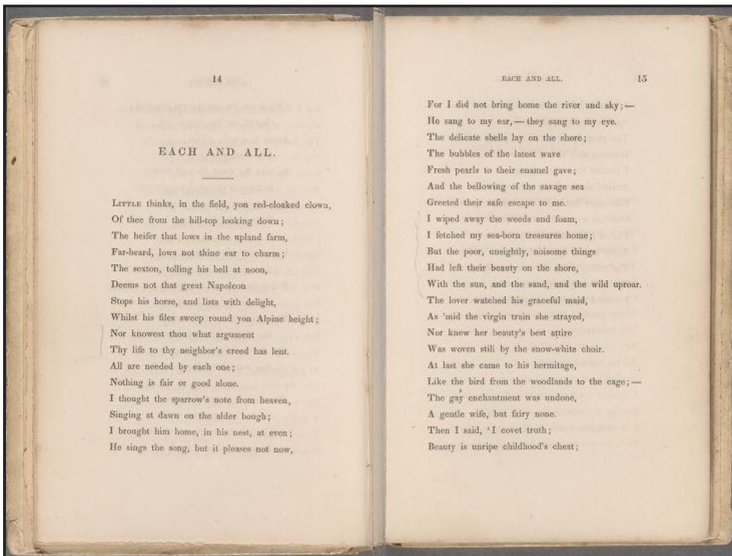 14
EACH AND ALL.
LITTLE thinks, in the field, yon red-cloaked clown,
Of thee from the hill-top looking down;
The heifer that lows in the upland farm,
Far-heard, lows not thine ear to charm;
The sexton, tolling his bell at noon,
Deems not that great Napoleon
Stops his horse, and lists with delight,
Whilst his files sweep round yon Alpine height;
Nor knowest thou what argument
Thy life to thy neighbor's creed has lent.
All are needed by each one;
Nothing is fair or good alone.
I thought the sparrow's note from heaven,
Singing at dawn on the alder bough;
I brought him home, in his nest, at even;
He sings the song, but it pleases not now,
EACH AND ALL. 15
For I did not bring home the river and sky;—
He sang to my ear,—they sang to my eye.
The delicate shells lay on the shore;
The bubbles of the latest wave
Fresh pearls to their enamel gave;
And the bellowing of the savage sea
Greeted their safe escape to me.
I wiped away the weeds and foam,
I fetched my sea-born treasures home;
But the poor, unsightly, noisome things
Had left their beauty on the shore,
With the sun, and the sand, and the wild uproar.
The lover watched his graceful maid,
As 'mid the virgin train she strayed,
Nor knew her beauty's best attire
Was woven still by the snow-white choir.
At last she came to his hermitage,
Like the bird from the woodlands to the cage;—
The gay enchantment was undone,
A gentle wife, but fairy none.
Then I said, 'I covet truth;
Beauty is unripe childhood's cheat;